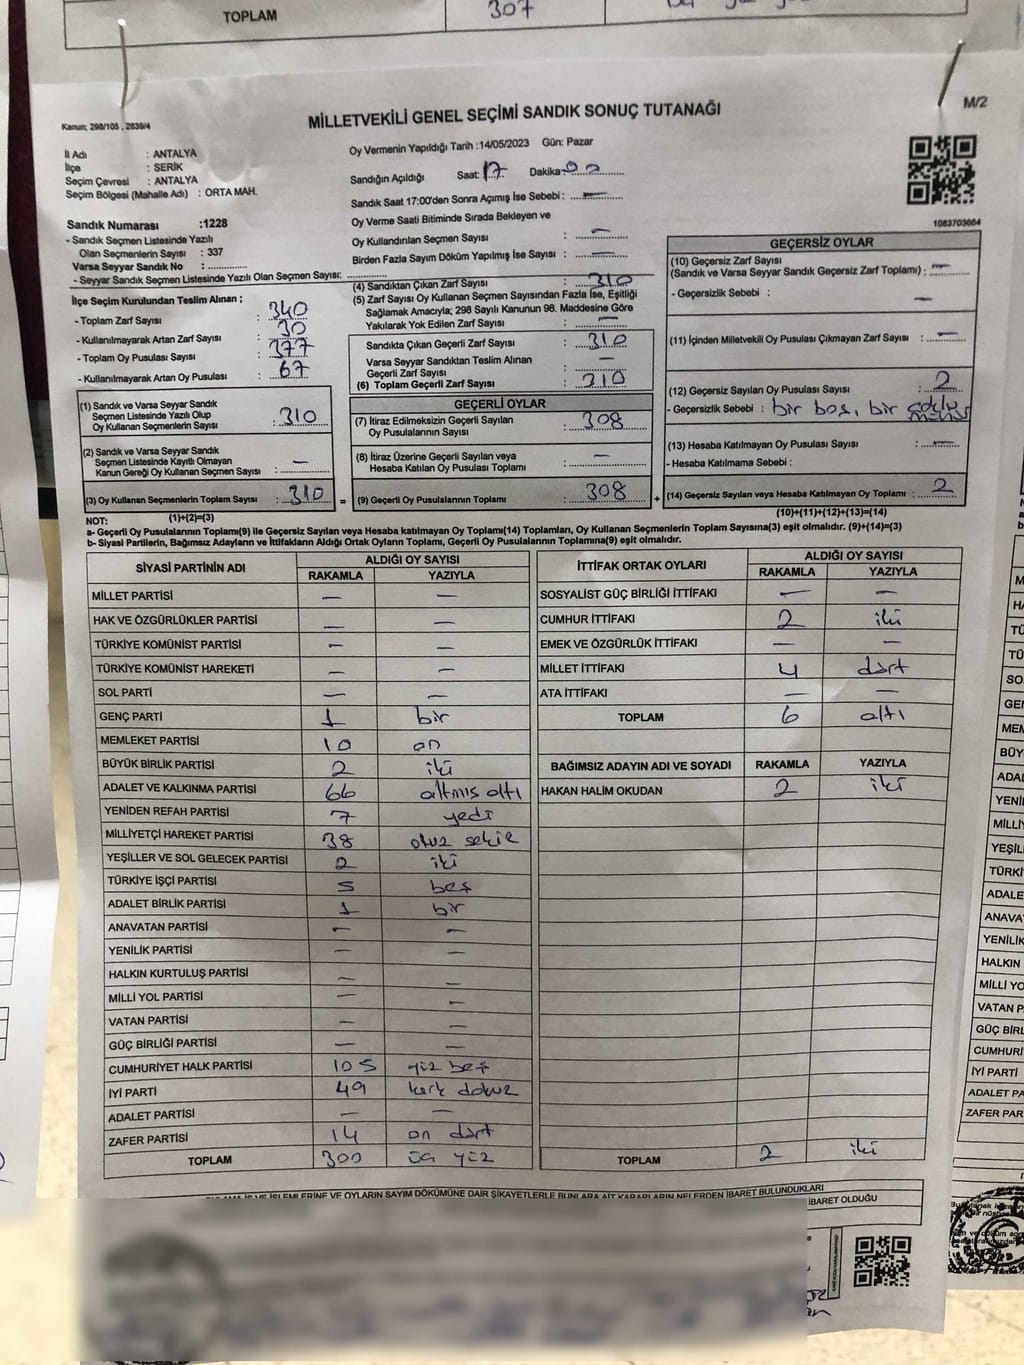 TOPLAM 307
M/2
MİLLETVEKİLİ GENEL SEÇİMİ SANDIK SONUÇ TUTANAĞI
Kanun; 298/105 , 2839/4
İl Adı : ANTALYA
İlçe : SERİK
Seçim Çevresi : ANTALYA
Seçim Bölgesi (Mahalle Adı) : ORTA MAH.
Sandık Numarası :1228
- Sandık Seçmen Listesinde Yazılı
Olan Seçmenlerin Sayısı : 337
Varsa Seyyar Sandık No :
- Seyyar Sandık Seçmen Listesinde Yazılı Olan Seçmen Sayısı:
Oy Vermenin Yapıldığı Tarih :14/05/2023 Gün: Pazar
Sandığın Açıldığı Saat: 17 Dakika
Sandık Saat 17:00'den Sonra Açımış İse Sebebi : —
Oy Verme Saati Bitiminde Sırada Bekleyen ve
Oy Kullandırılan Seçmen Sayısı : —
Birden Fazla Sayım Döküm Yapılmış İse Sayısı : —
1083703664
İlçe Seçim Kurulundan Teslim Alınan ;
- Toplam Zarf Sayısı : 340
- Kullanılmayarak Artan Zarf Sayısı : 30
- Toplam Oy Pusulası Sayısı : 377
- Kullanılmayarak Artan Oy Pusulası : 67
(4) Sandıktan Çıkan Zarf Sayısı : 310
(5) Zarf Sayısı Oy Kullanan Seçmen Sayısından Fazla İse, Eşitliği
Sağlamak Amacıyla; 298 Sayılı Kanunun 98. Maddesine Göre
Yakılarak Yok Edilen Zarf Sayısı : —
Sandıkta Çıkan Geçerli Zarf Sayısı : 310
Varsa Seyyar Sandıktan Teslim Alınan
Geçerli Zarf Sayısı : —
(6) Toplam Geçerli Zarf Sayısı : 310
(1) Sandık ve Varsa Seyyar Sandık
Seçmen Listesinde Yazılı Olup
Oy Kullanan Seçmenlerin Sayısı : 310
(2) Sandık ve Varsa Seyyar Sandık
Seçmen Listesinde Kayıtlı Olmayan
Kanun Gereği Oy Kullanan Seçmen Sayısı : —
(3) Oy Kullanan Seçmenlerin Toplam Sayısı : 310 =
(1)+(2)=(3)
GEÇERLİ OYLAR
(7) İtiraz Edilmeksizin Geçerli Sayılan
Oy Pusulalarının Sayısı : 308
(8) İtiraz Üzerine Geçerli Sayılan veya
Hesaba Katılan Oy Pusulası Toplamı : —
(9) Geçerli Oy Pusulalarının Toplamı : 308 +
GEÇERSİZ OYLAR
(10) Geçersiz Zarf Sayısı
(Sandık ve Varsa Seyyar Sandık Geçersiz Zarf Toplamı) : —
- Geçersizlik Sebebi : —
(11) İçinden Milletvekili Oy Pusulası Çıkmayan Zarf Sayısı : —
(12) Geçersiz Sayılan Oy Pusulası Sayısı : 2
- Geçersizlik Sebebi : bir boş, bir çoklu mühür
(13) Hesaba Katılmayan Oy Pusulası Sayısı : —
- Hesaba Katılmama Sebebi :
(14) Geçersiz Sayılan veya Hesaba Katılmayan Oy Toplamı : 2
(10)+(11)+(12)+(13)=(14)
NOT:
a- Geçerli Oy Pusulalarının Toplamı(9) ile Geçersiz Sayılan veya Hesaba katılmayan Oy Toplamı(14) Toplamları, Oy Kullanan Seçmenlerin Toplam Sayısına(3) eşit olmalıdır. (9)+(14)=(3)
b- Siyasi Partilerin, Bağımsız Adayların ve İttifakların Aldığı Ortak Oyların Toplamı, Geçerli Oy Pusulalarının Toplamına(9) eşit olmalıdır.
SİYASİ PARTİNİN ADI ALDIĞI OY SAYISI
RAKAMLA YAZIYLA
MİLLET PARTİSİ — —
HAK VE ÖZGÜRLÜKLER PARTİSİ — —
TÜRKİYE KOMÜNİST PARTİSİ — —
TÜRKİYE KOMÜNİST HAREKETİ — —
SOL PARTİ — —
GENÇ PARTİ 1 bir
MEMLEKET PARTİSİ 10 on
BÜYÜK BİRLİK PARTİSİ 2 iki
ADALET VE KALKINMA PARTİSİ 66 altmış altı
YENİDEN REFAH PARTİSİ 7 yedi
MİLLİYETÇİ HAREKET PARTİSİ 38 otuz sekiz
YEŞİLLER VE SOL GELECEK PARTİSİ 2 iki
TÜRKİYE İŞÇİ PARTİSİ 5 beş
ADALET BİRLİK PARTİSİ 1 bir
ANAVATAN PARTİSİ — —
YENİLİK PARTİSİ — —
HALKIN KURTULUŞ PARTİSİ — —
MİLLİ YOL PARTİSİ — —
VATAN PARTİSİ — —
GÜÇ BİRLİĞİ PARTİSİ — —
CUMHURİYET HALK PARTİSİ 105 yüz beş
İYİ PARTİ 49 kırk dokuz
ADALET PARTİSİ — —
ZAFER PARTİSİ 14 on dört
TOPLAM 300 üç yüz
İTTİFAK ORTAK OYLARI ALDIĞI OY SAYISI
RAKAMLA YAZIYLA
SOSYALİST GÜÇ BİRLİĞİ İTTİFAKI — —
CUMHUR İTTİFAKI 2 iki
EMEK VE ÖZGÜRLÜK İTTİFAKI — —
MİLLET İTTİFAKI 4 dört
ATA İTTİFAKI — —
TOPLAM 6 altı
BAĞIMSIZ ADAYIN ADI VE SOYADI RAKAMLA YAZIYLA
HAKAN HALİM OKUDAN 2 iki
TOPLAM 2 iki
İŞLEMLERİNE VE OYLARIN SAYIM DÖKÜMÜNE DAİR ŞİKAYETLERLE BUNLARA AİT KARARLARIN NELERDEN İBARET BULUNDUKLARI
İBARET OLDUĞU